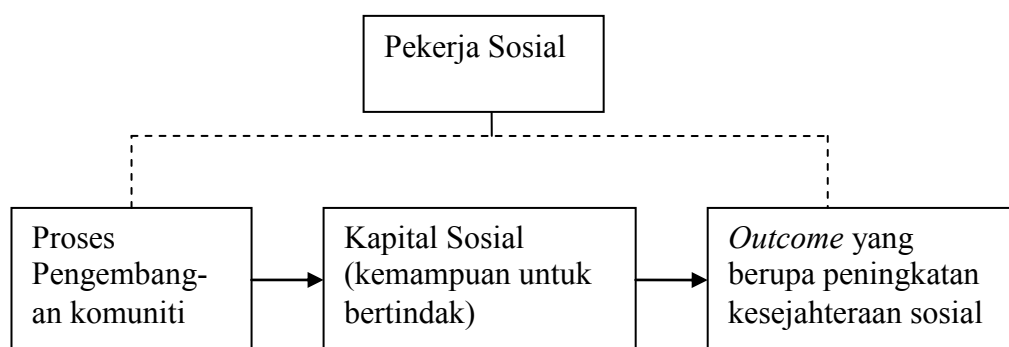 Pekerja Sosial
Proses
Pengembang-
an komuniti
Kapital Sosial
(kemampuan untuk
bertindak)
Outcome yang
berupa peningkatan
kesejahteraan sosial